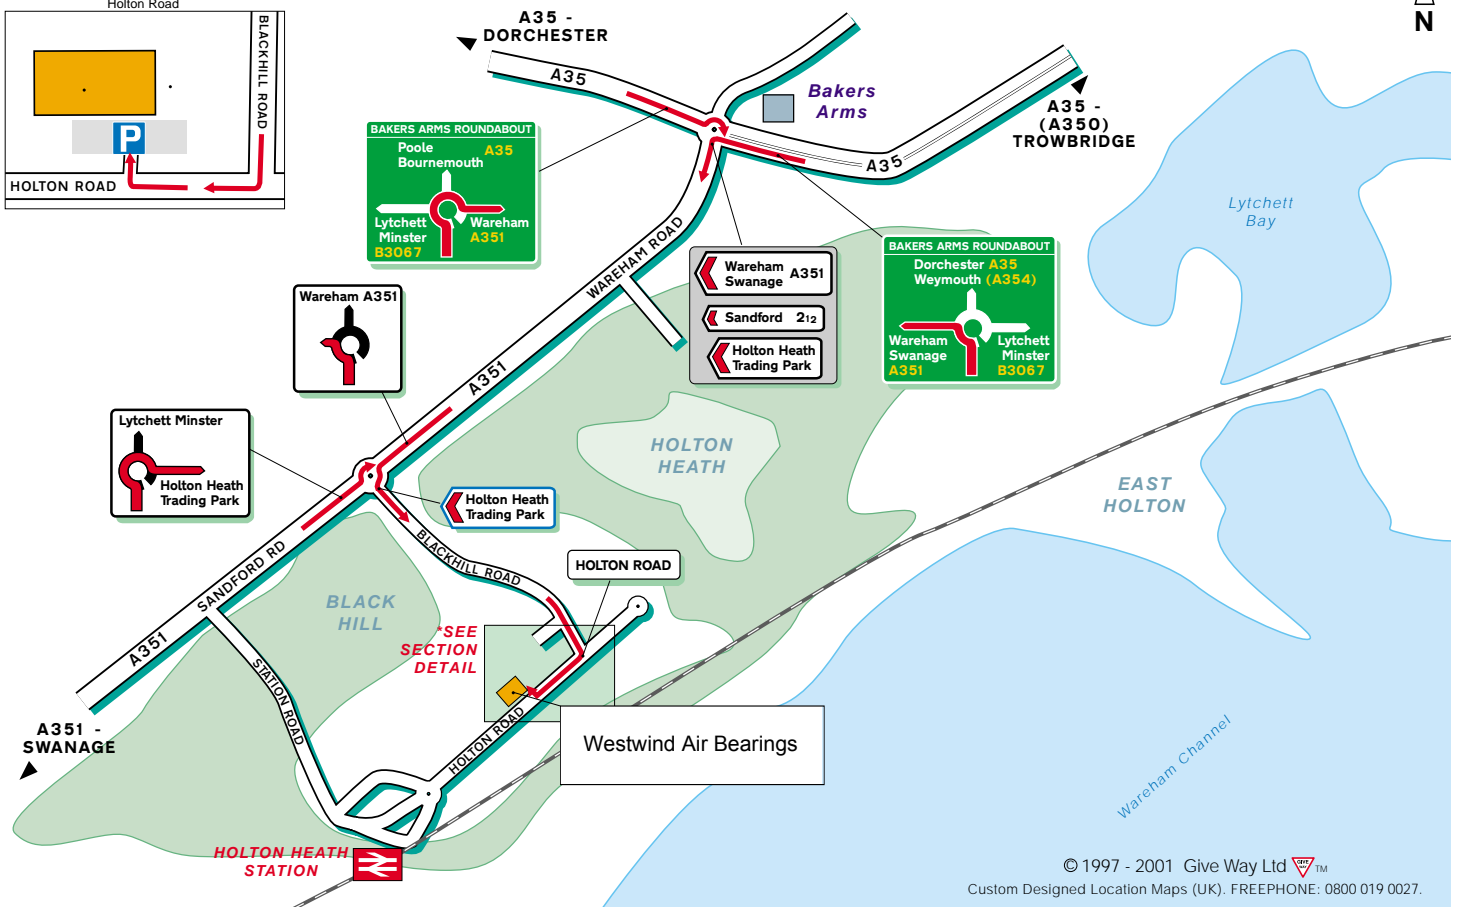 Holton Road
BLACKHILL ROAD
P
HOLTON ROAD
A35 -
DORCHESTER
A35
Bakers
Arms
N
A35 -
(A350)
TROWBRIDGE
A35
BAKERS ARMS ROUNDABOUT
Poole A35
Bournemouth
Lytchett
Minster
B3067
Wareham
A351
WAREHAM ROAD
Wareham
Swanage A351
Sandford 212
Holton Heath
Trading Park
BAKERS ARMS ROUNDABOUT
Dorchester A35
Weymouth (A354)
Wareham
Swanage
A351
Lytchett
Minster
B3067
Lytchett
Bay
Wareham A351
A351
Lytchett Minster
Holton Heath
Trading Park
HOLTON
HEATH
EAST
HOLTON
Holton Heath
Trading Park
SANDFORD RD
BLACKHILL ROAD
HOLTON ROAD
BLACK
HILL
*SEE
SECTION
DETAIL
A351
STATION ROAD
A351 -
SWANAGE
HOLTON ROAD
Westwind Air Bearings
Wareham Channel
HOLTON HEATH
STATION
© 1997 - 2001 Give Way Ltd GIVE WAY TM
Custom Designed Location Maps (UK). FREEPHONE: 0800 019 0027.